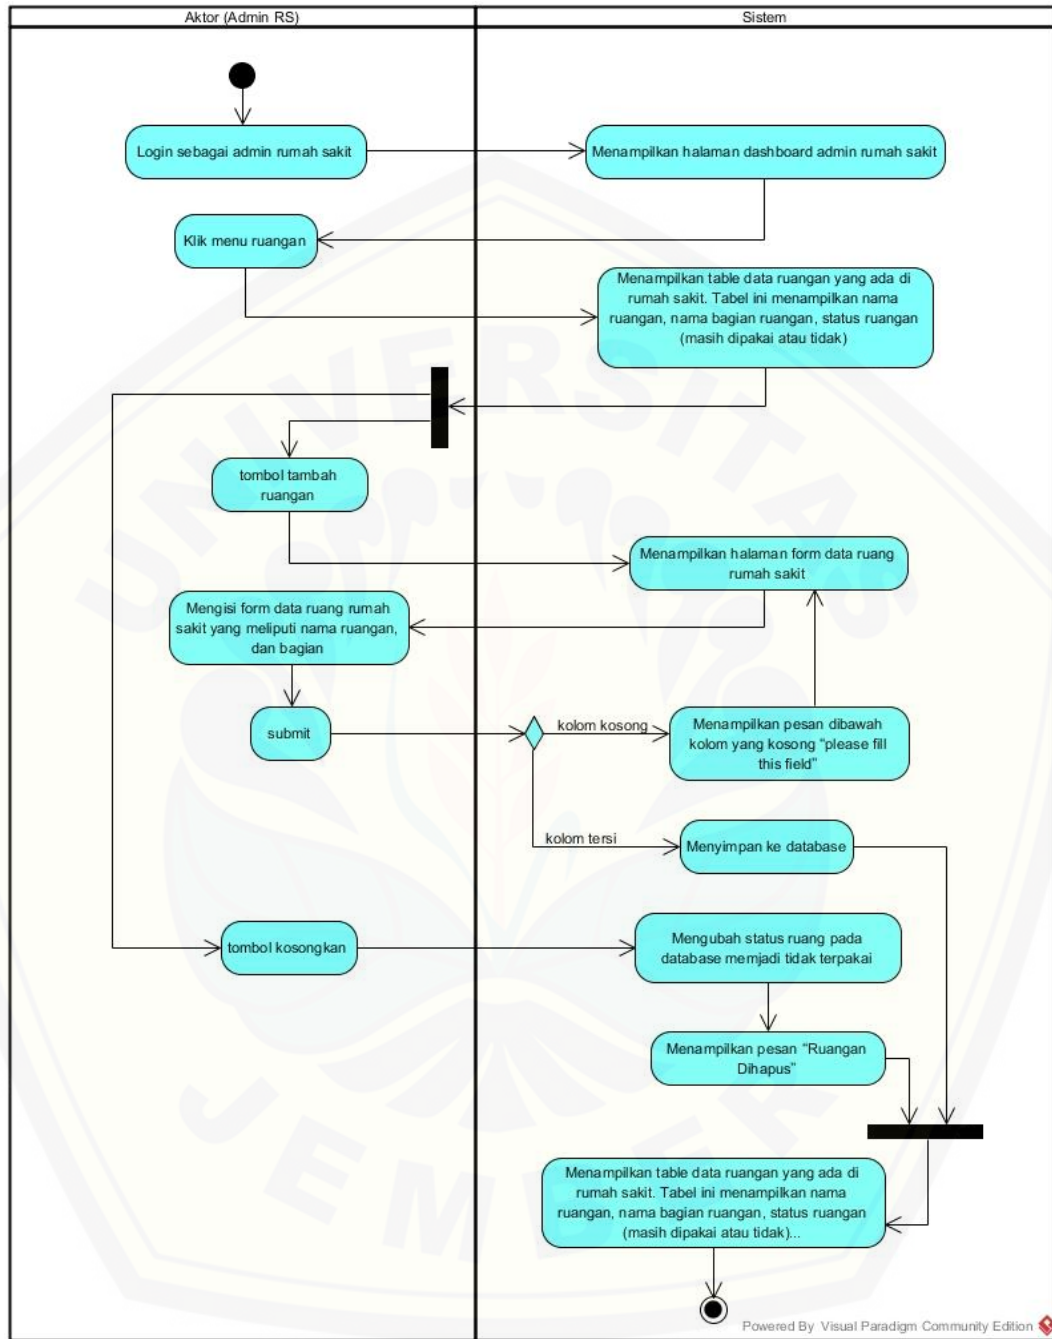 Aktor (Admin RS)
Sistem
Login sebagai admin rumah sakit
Menampilkan halaman dashboard admin rumah sakit
Klik menu ruangan
Menampilkan table data ruangan yang ada di
rumah sakit. Tabel ini menampilkan nama
ruangan, nama bagian ruangan, status ruangan
(masih dipakai atau tidak)
tombol tambah
ruangan
Menampilkan halaman form data ruang
rumah sakit
Mengisi form data ruang rumah
sakit yang meliputi nama ruangan,
dan bagian
submit
kolom kosong
Menampilkan pesan dibawah
kolom yang kosong "please fill
this field"
kolom tersi
Menyimpan ke database
tombol kosongkan
Mengubah status ruang pada
database memjadi tidak terpakai
Menampilkan pesan "Ruangan
Dihapus"
Menampilkan table data ruangan yang ada di
rumah sakit. Tabel ini menampilkan nama
ruangan, nama bagian ruangan, status ruangan
(masih dipakai atau tidak)...
UNIVERSITAS
JEMBER
Powered By Visual Paradigm Community Edition